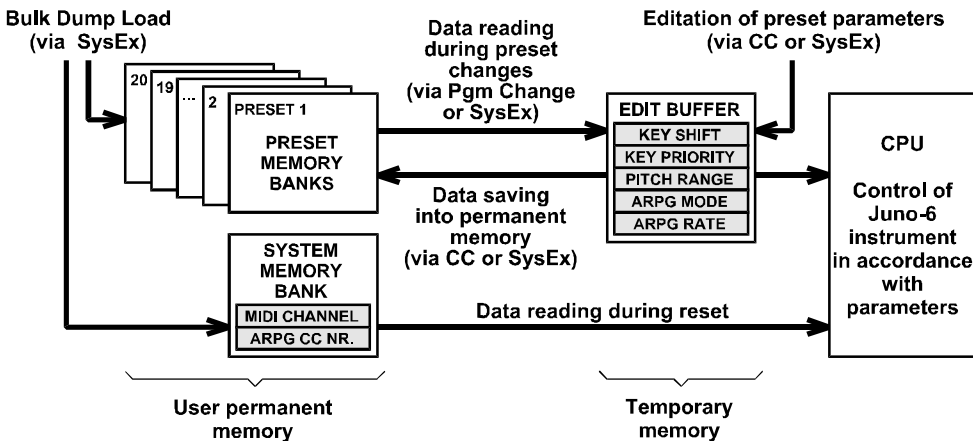 Bulk Dump Load
(via SysEx)
20
19
...
2
PRESET 1
PRESET
MEMORY
BANKS
Data reading
during preset
changes
(via Pgm Change
or SysEx)
Data saving
into permanent
memory
(via CC or SysEx)
Editation of preset parameters
(via CC or SysEx)
EDIT BUFFER
KEY SHIFT
KEY PRIORITY
PITCH RANGE
ARPG MODE
ARPG RATE
CPU
Control of
Juno-6
instrument
in accordance
with
parameters
SYSTEM
MEMORY
BANK
MIDI CHANNEL
ARPG CC NR.
Data reading during reset
User permanent
memory
Temporary
memory